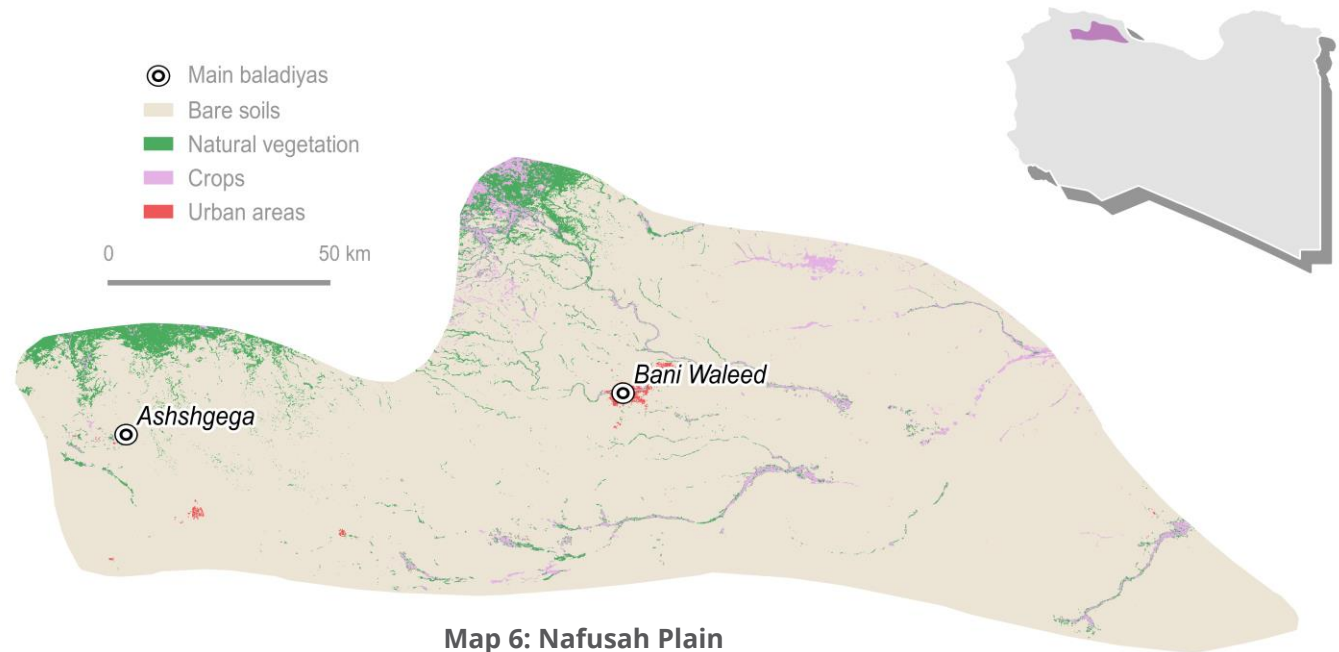 Main baladiyas
Bare soils
Natural vegetation
Crops
Urban areas
0 50 km
Bani Waleed
Ashshgega
Map 6: Nafusah Plain